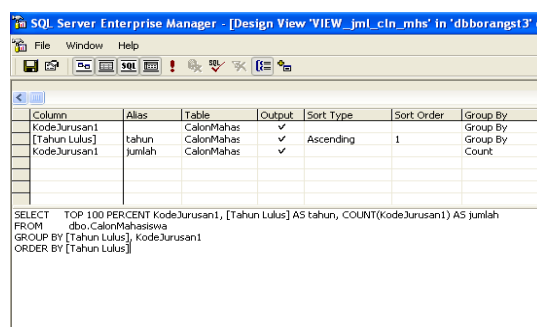 SQL Server Enterprise Manager - [Design View 'VIEW_jml_cln_mhs' in 'dbborangst3'
File Window Help
SQL SQL
Column Alias Table Output Sort Type Sort Order Group By
KodeJurusan1 CalonMahas Group By
[Tahun Lulus] tahun CalonMahas Ascending 1 Group By
KodeJurusan1 jumlah CalonMahas Count
SELECT TOP 100 PERCENT KodeJurusan1, [Tahun Lulus] AS tahun, COUNT(KodeJurusan1) AS jumlah
FROM dbo.CalonMahasiswa
GROUP BY [Tahun Lulus], KodeJurusan1
ORDER BY [Tahun Lulus]